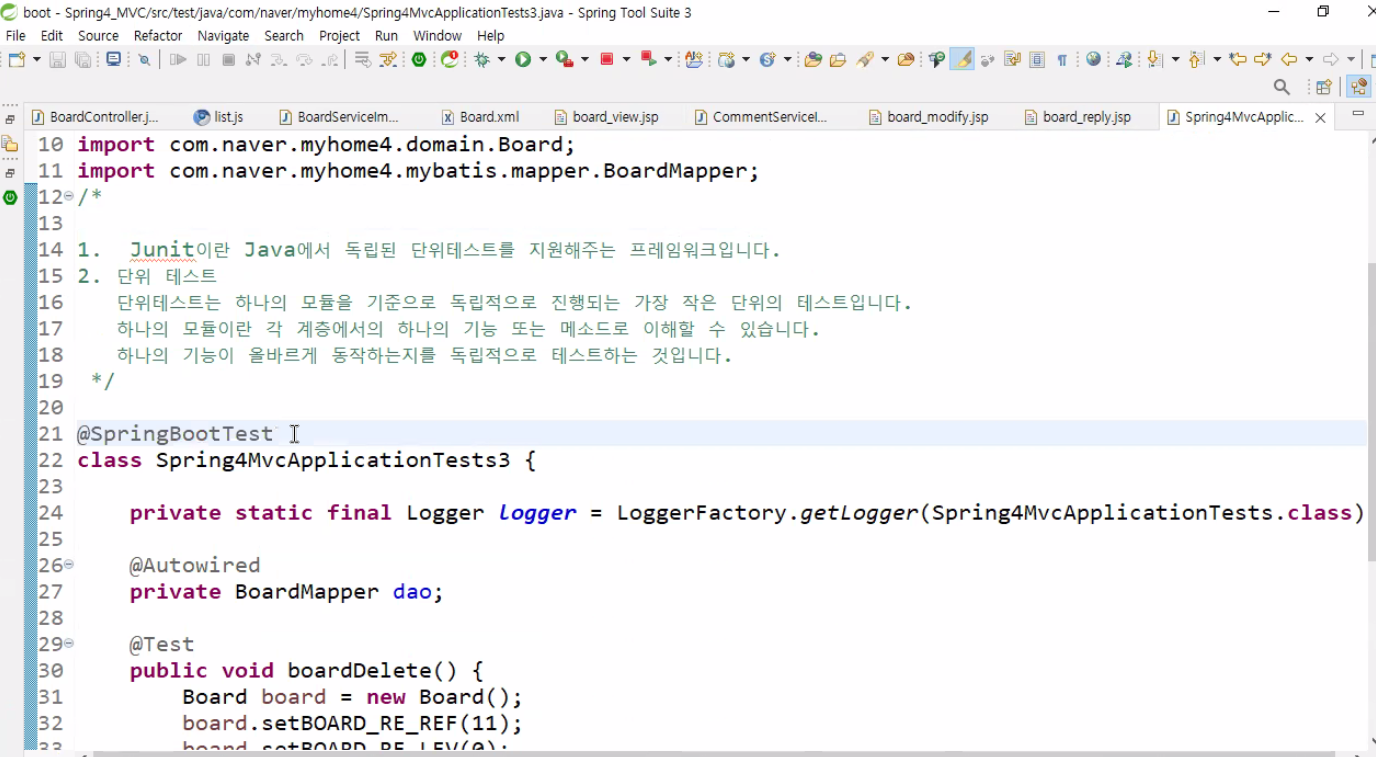 boot - Spring4_MVC/src/test/java/com/naver/myhome4/Spring4MvcApplicationTests3.java - Spring Tool Suite 3
File Edit Source Refactor Navigate Search Project Run Window Help
BoardController.j... list.js BoardServiceIm... Board.xml board_view.jsp CommentServiceI... board_modify.jsp board_reply.jsp Spring4MvcApplic...
10 import com.naver.myhome4.domain.Board;
11 import com.naver.myhome4.mybatis.mapper.BoardMapper;
12 /*
13
14 1. Junit이란 Java에서 독립된 단위테스트를 지원해주는 프레임워크입니다.
15 2. 단위 테스트
16 단위테스트는 하나의 모듈을 기준으로 독립적으로 진행되는 가장 작은 단위의 테스트입니다.
17 하나의 모듈이란 각 계층에서의 하나의 기능 또는 메소드로 이해할 수 있습니다.
18 하나의 기능이 올바르게 동작하는지를 독립적으로 테스트하는 것입니다.
19 */
20
21 @SpringBootTest
22 class Spring4MvcApplicationTests3 {
23
24 private static final Logger logger = LoggerFactory.getLogger(Spring4MvcApplicationTests.class)
25
26 @Autowired
27 private BoardMapper dao;
28
29 @Test
30 public void boardDelete() {
31 Board board = new Board();
32 board.setBOARD_RE_REF(11);
33 board.setBOARD_RE_LEV(0);